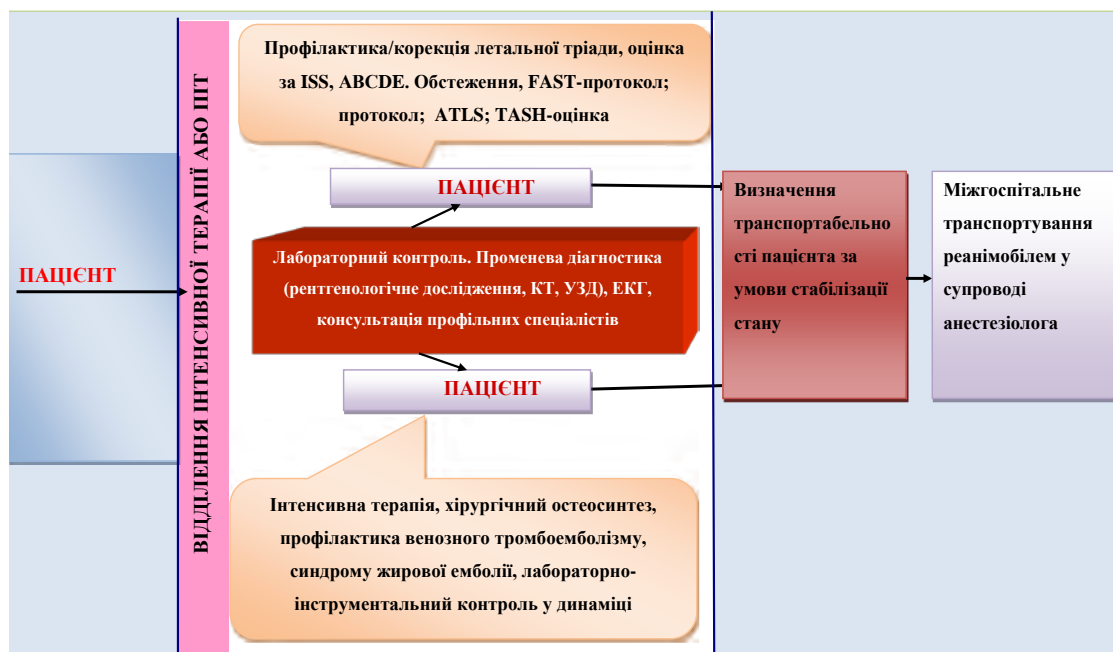 ПАЦІЄНТ
ВІДДІЛЕННЯ ІНТЕНСИВНОЇ ТЕРАПІЇ АБО ПІТ
Профілактика/корекція летальної тріади, оцінка
за ISS, ABCDE. Обстеження, FAST-протокол;
протокол; ATLS; TASH-оцінка
ПАЦІЄНТ
Лабораторний контроль. Променева діагностика
(рентгенологічне дослідження, КТ, УЗД), ЕКГ,
консультація профільних спеціалістів
ПАЦІЄНТ
Інтенсивна терапія, хірургічний остеосинтез,
профілактика венозного тромбоемболізму,
синдрому жирової емболії, лабораторно-
інструментальний контроль у динаміці
Визначення
транспортабельно
сті пацієнта за
умови стабілізації
стану
Міжгоспітальне
транспортування
реанімобілем у
супроводі
анестезіолога